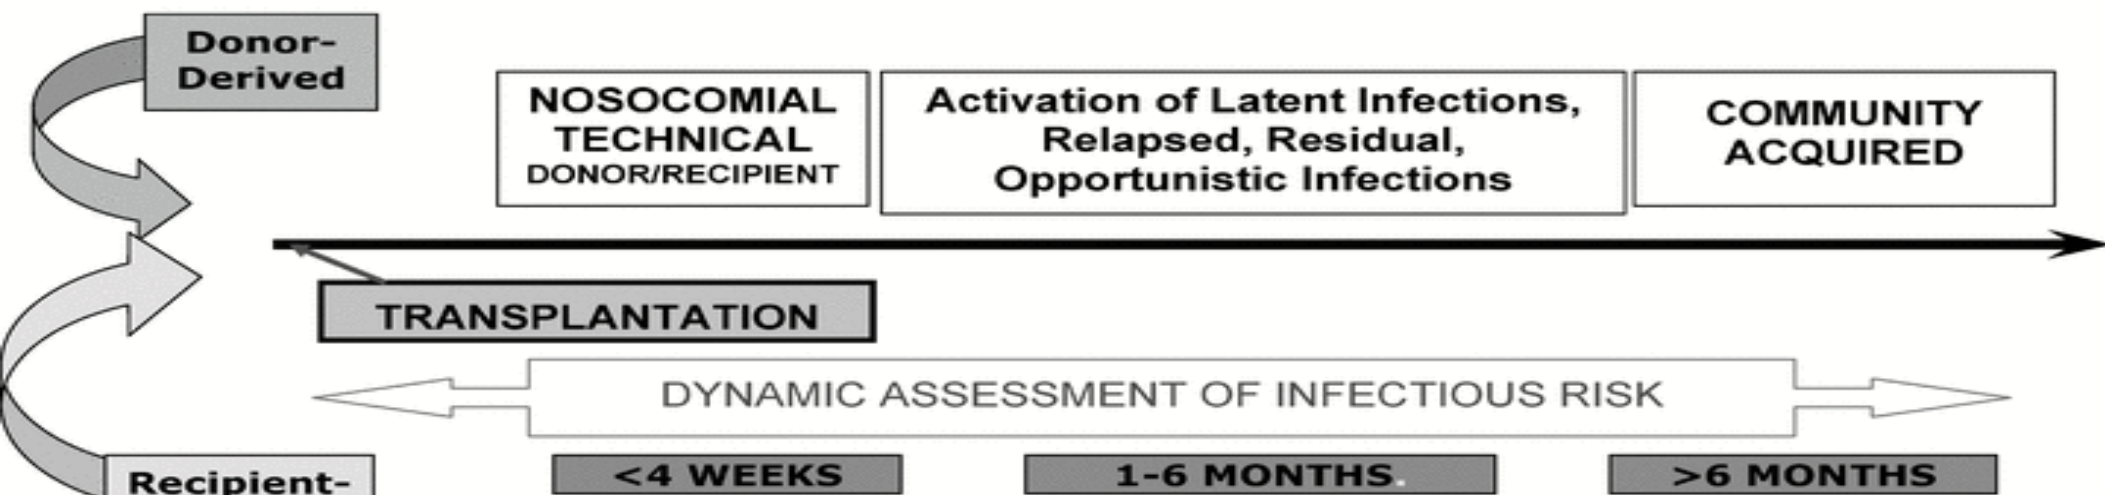 Donor-
Derived
NOSOCOMIAL
TECHNICAL
DONOR/RECIPIENT
Activation of Latent Infections,
Relapsed, Residual,
Opportunistic Infections
COMMUNITY
ACQUIRED
TRANSPLANTATION
DYNAMIC ASSESSMENT OF INFECTIOUS RISK
Recipient-
<4 WEEKS
1-6 MONTHS.
>6 MONTHS